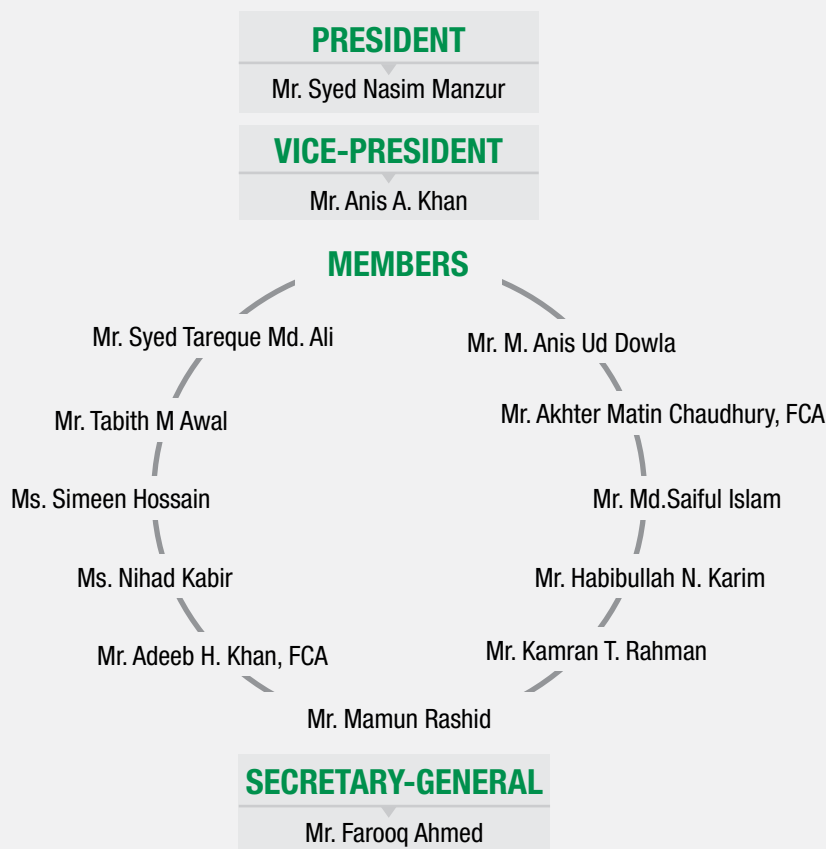 PRESIDENT
Mr. Syed Nasim Manzur
VICE-PRESIDENT
Mr. Anis A. Khan
MEMBERS
Mr. Syed Tareque Md. Ali
Mr. M. Anis Ud Dowla
Mr. Tabith M Awal
Mr. Akhter Matin Chaudhury, FCA
Ms. Simeen Hossain
Mr. Md.Saiful Islam
Ms. Nihad Kabir
Mr. Habibullah N. Karim
Mr. Adeeb H. Khan, FCA
Mr. Kamran T. Rahman
Mr. Mamun Rashid
SECRETARY-GENERAL
Mr. Farooq Ahmed